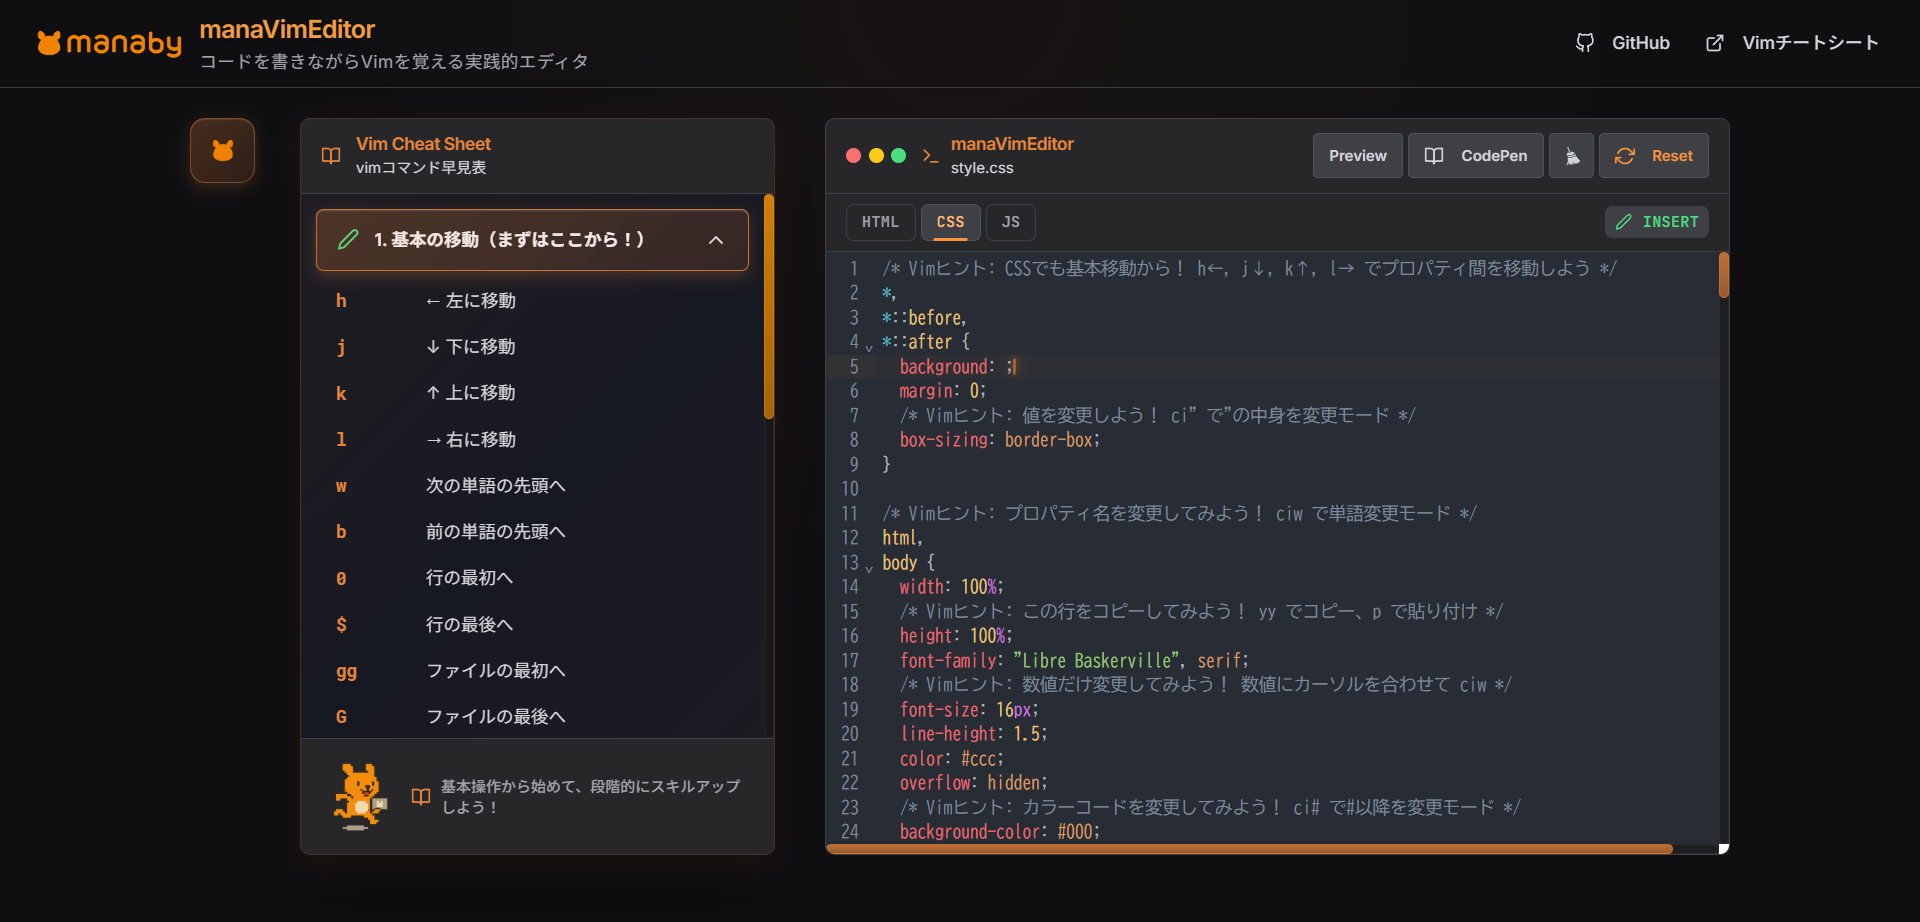 manaby
manaVimEditor
コードを書きながらVimを覚える実践的エディタ
GitHub
Vimチートシート
Vim Cheat Sheet
vimコマンド早見表
1. 基本の移動（まずはここから！）
h ← 左に移動
j ↓ 下に移動
k ↑ 上に移動
l → 右に移動
w 次の単語の先頭へ
b 前の単語の先頭へ
0 行の最初へ
$ 行の最後へ
gg ファイルの最初へ
G ファイルの最後へ
基本操作から始めて、段階的にスキルアップ
しよう！
manaVimEditor
style.css
Preview
CodePen
Reset
HTML
CSS
JS
INSERT
1 /* Vimヒント: CSSでも基本移動から！ h←, j↓, k↑, l→ でプロパティ間を移動しよう */
2 *,
3 *::before,
4 *::after {
5 background: ;
6 margin: 0;
7 /* Vimヒント: 値を変更しよう！ ci" で"の中身を変更モード */
8 box-sizing: border-box;
9 }
10
11 /* Vimヒント: プロパティ名を変更してみよう！ ciw で単語変更モード */
12 html,
13 body {
14 width: 100%;
15 /* Vimヒント: この行をコピーしてみよう！ yy でコピー、p で貼り付け */
16 height: 100%;
17 font-family: "Libre Baskerville", serif;
18 /* Vimヒント: 数値だけ変更してみよう！ 数値にカーソルを合わせて ciw */
19 font-size: 16px;
20 line-height: 1.5;
21 color: #ccc;
22 overflow: hidden;
23 /* Vimヒント: カラーコードを変更してみよう！ ci# で#以降を変更モード */
24 background-color: #000;